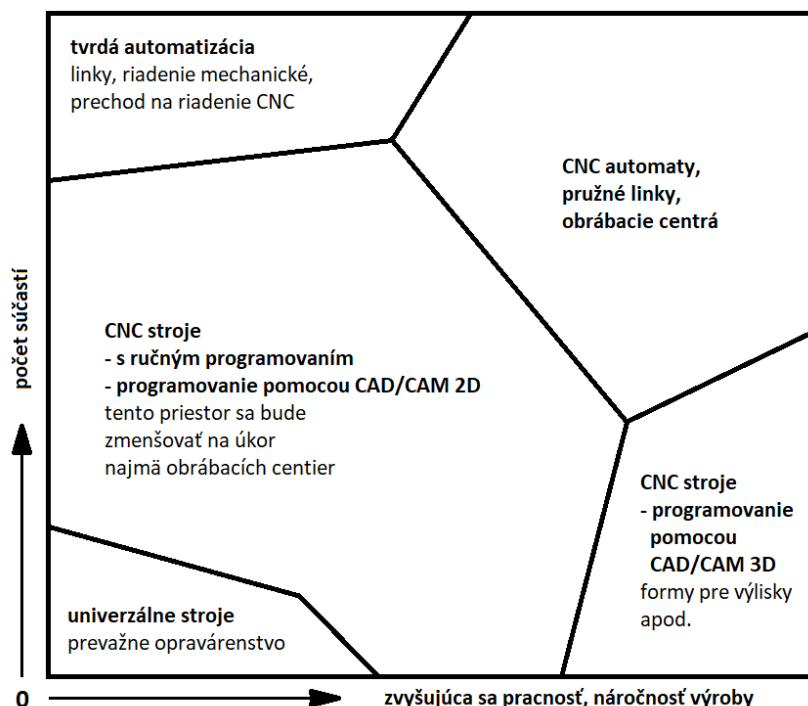 tvrdá automatizácia
linky, riadenie mechanické,
prechod na riadenie CNC
CNC automaty,
pružné linky,
obrábacie centrá
CNC stroje
- s ručným programovaním
- programovanie pomocou CAD/CAM 2D
tento priestor sa bude
zmenšovať na úkor
najmä obrábacích centier
CNC stroje
- programovanie
pomocou
CAD/CAM 3D
formy pre výlisky
apod.
univerzálne stroje
prevažne opravárenstvo
počet súčastí
0
zvyšujúca sa pracnosť, náročnosť výroby